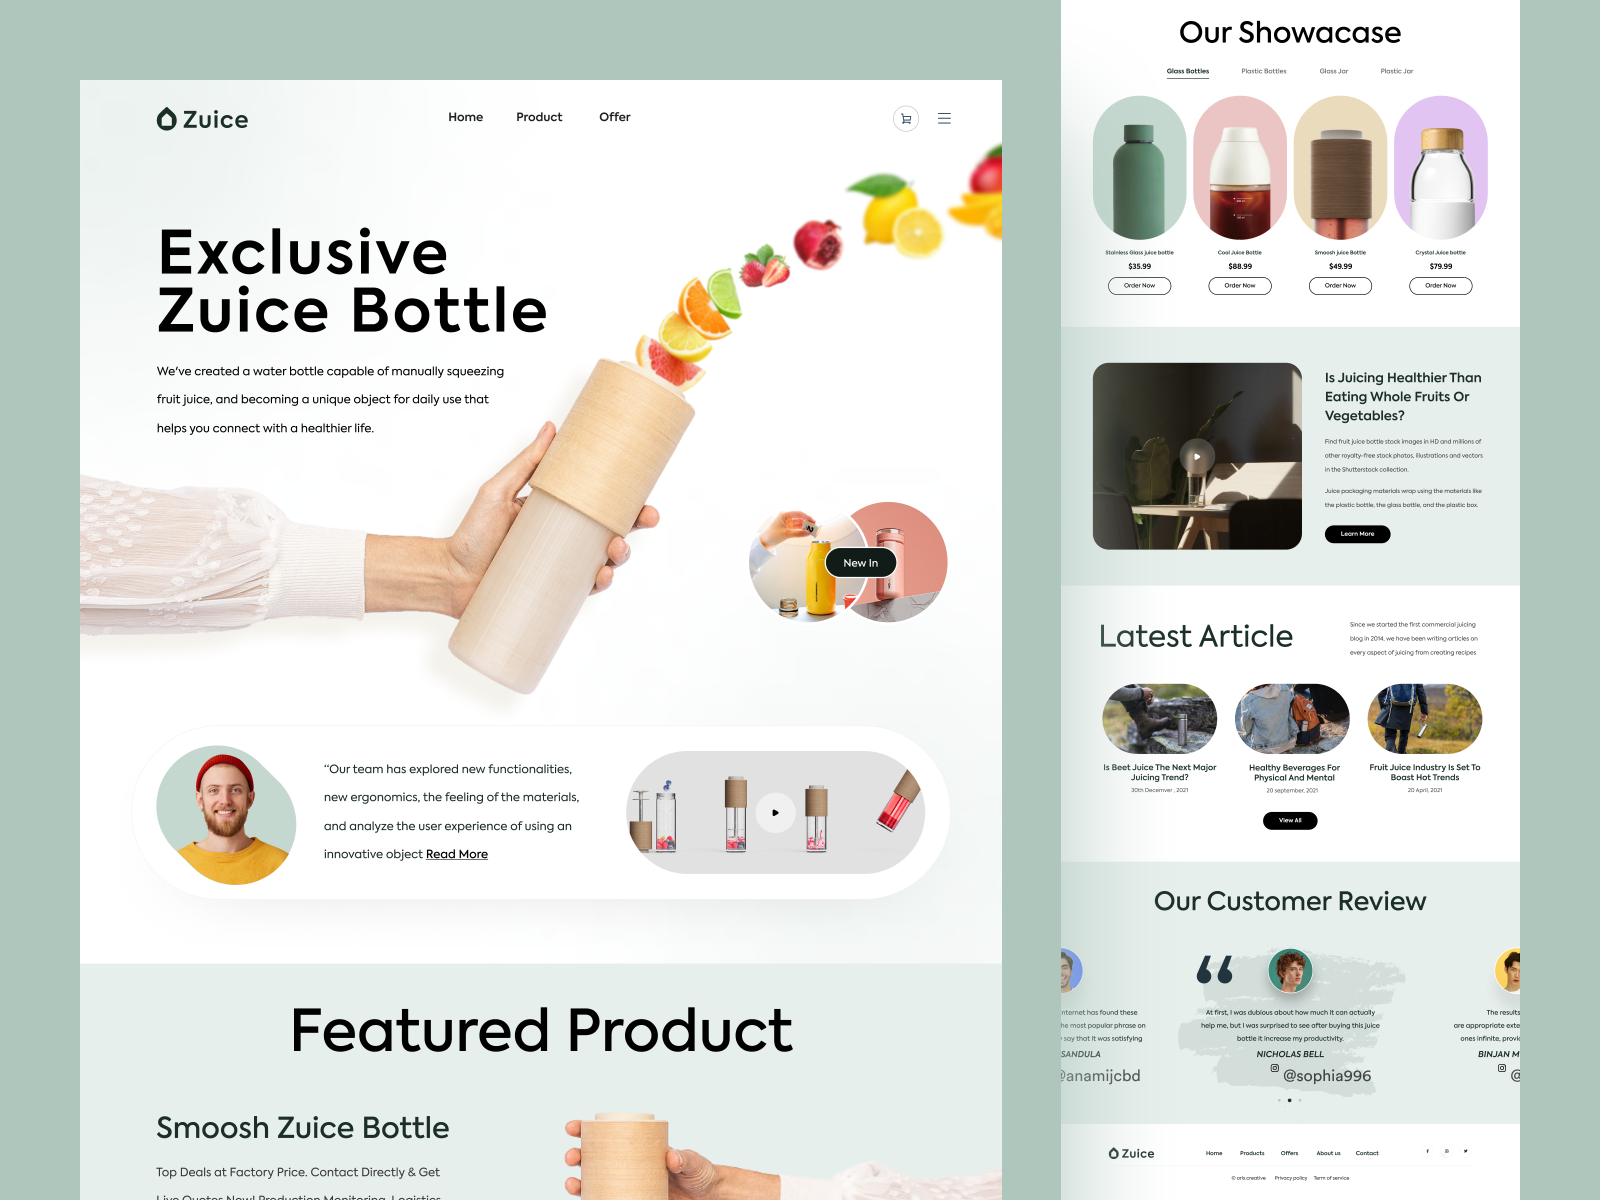 Zuice
Home
Product
Offer
Exclusive
Zuice Bottle
We've created a water bottle capable of manually squeezing
fruit juice, and becoming a unique object for daily use that
helps you connect with a healthier life.
New In
“Our team has explored new functionalities,
new ergonomics, the feeling of the materials,
and analyze the user experience of using an
innovative object Read More
Featured Product
Smoosh Zuice Bottle
Top Deals at Factory Price. Contact Directly & Get
Live Quotes Now! Production Monitoring, Logistics
Our Showacase
Glass Bottles
Plastic Bottles
Glass Jar
Plastic Jar
Stainless Glass juice bottle
$35.99
Order Now
Cool Juice Bottle
$88.99
Order Now
Smoosh juice Bottle
$49.99
Order Now
Crystal Juice bottle
$79.99
Order Now
Is Juicing Healthier Than
Eating Whole Fruits Or
Vegetables?
Find fruit juice bottle stock images in HD and millions of
other royalty-free stock photos, illustrations and vectors
in the Shutterstock collection.
Juice packaging materials wrap using the materials like
the plastic bottle, the glass bottle, and the plastic box.
Learn More
Latest Article
Since we started the first commercial juicing
blog in 2014, we have been writing articles on
every aspect of juicing from creating recipes
Is Beet Juice The Next Major
Juicing Trend?
30th Decemver , 2021
Healthy Beverages For
Physical And Mental
20 september, 2021
Fruit Juice Industry Is Set To
Boast Hot Trends
20 April, 2021
View All
Our Customer Review
internet has found these
he most popular phrase on
say that It was satisfying
SANDULA
@anamijcbd
“
At first, I was dubious about how much it can actually
help me, but I was surprised to see after buying this juice
bottle it increase my productivity.
NICHOLAS BELL
@sophia996
The results
are appropriate exte
ones infinite, provi
BINJAN M
@
Zuice
Home
Products
Offers
About us
Contact
© orix.creative
Privacy policy
Term of service